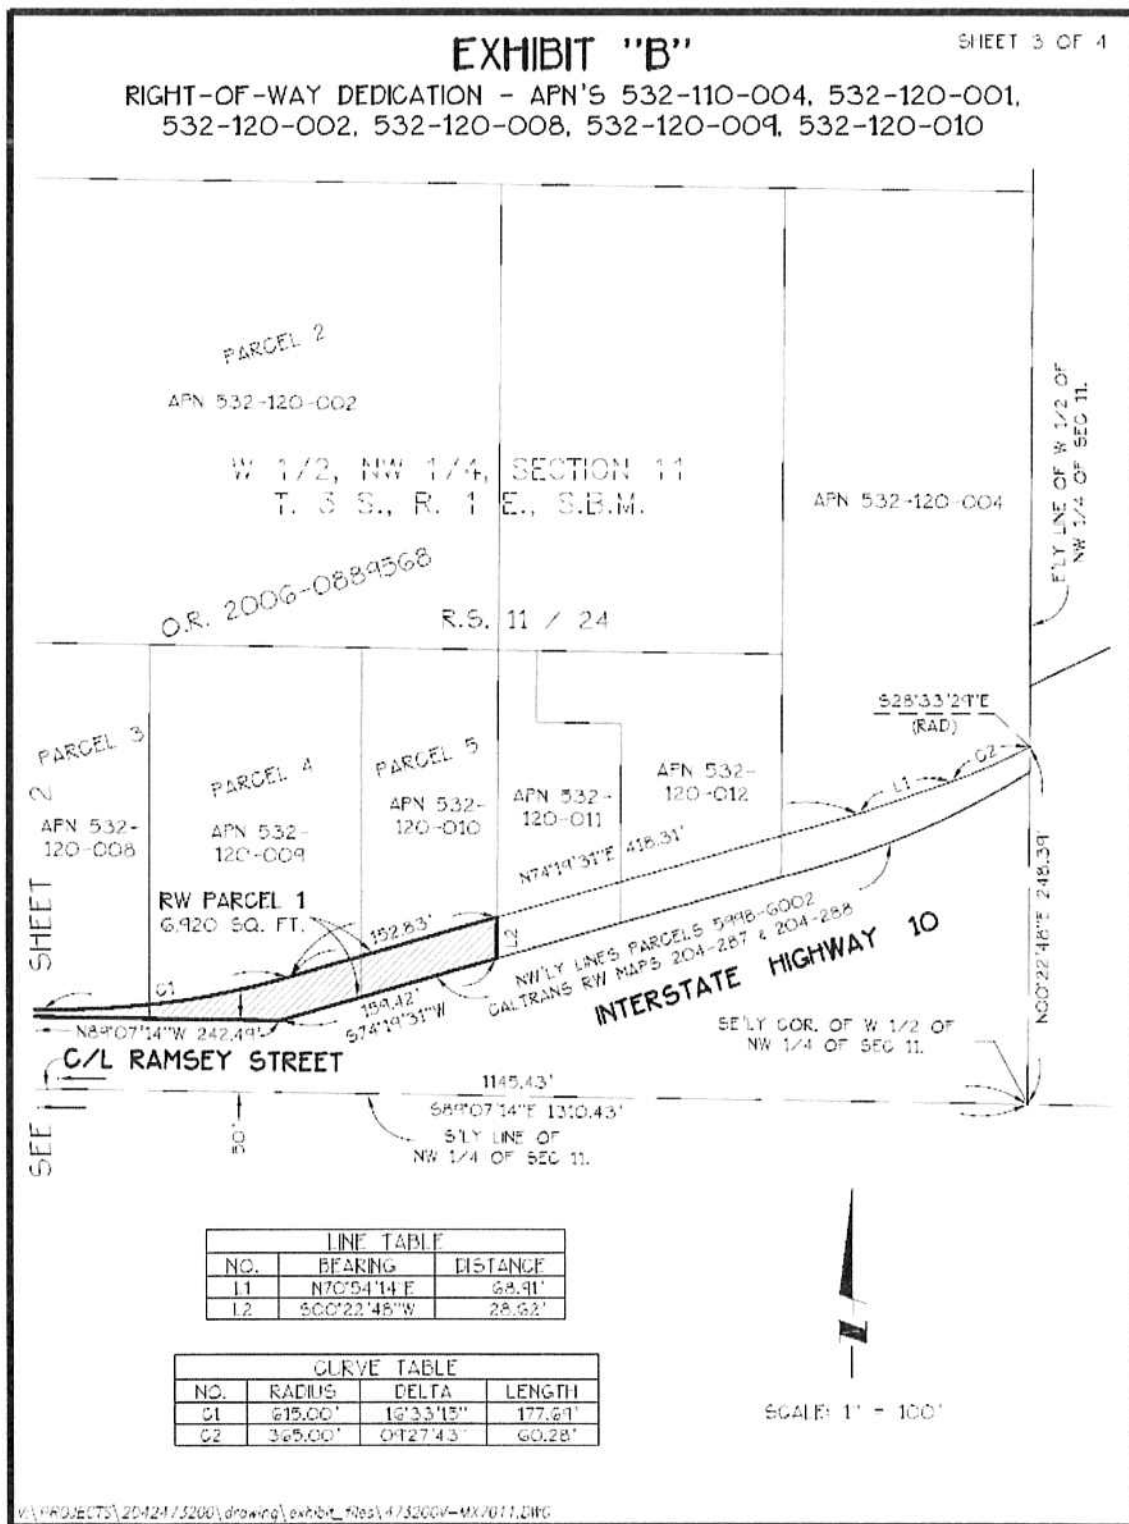 EXHIBIT "B"
SHEET 3 OF 4
RIGHT-OF-WAY DEDICATION - APN'S 532-110-004, 532-120-001,
532-120-002, 532-120-008, 532-120-009, 532-120-010
PARCEL 2
APN 532-120-002
W 1/2, NW 1/4, SECTION 11
T. 3 S., R. 1 E., S.B.M.
APN 532-120-004
E'LY LINE OF W 1/2 OF
NW 1/4 OF SEC 11.
O.R. 2006-0889568
R.S. 11 / 24
S28°33'29"E
(RAD)
PARCEL 3
PARCEL 4
PARCEL 5
APN 532-
120-008
APN 532-
120-009
APN 532-
120-010
APN 532-
120-011
APN 532-
120-012
L1
C2
N74°19'31"E 418.31'
RW PARCEL 1
6,920 SQ. FT.
152.83'
L2
C1
159.42'
S74°19'31"W
NW'LY LINES PARCELS 5998-6002
CALTRANS RW MAPS 204-287 & 204-288
INTERSTATE HIGHWAY 10
N00°22'48"E 248.39'
N89°07'14"W 242.49'
C/L RAMSEY STREET
SE'LY COR. OF W 1/2 OF
NW 1/4 OF SEC 11.
1145.43'
S89°07'14"E 1310.43'
S'LY LINE OF
NW 1/4 OF SEC 11.
50'
SEE SHEET 2
LINE TABLE
NO. BEARING DISTANCE
L1 N70°54'14"E 68.91'
L2 S00°22'48"W 28.62'
CURVE TABLE
NO. RADIUS DELTA LENGTH
C1 615.00' 16°33'15" 177.69'
C2 365.00' 09°27'43" 60.28'
N
SCALE: 1" = 100'
V:\PROJECTS\2042473200\drawing\exhibit_files\473200V-MX7011.DWG